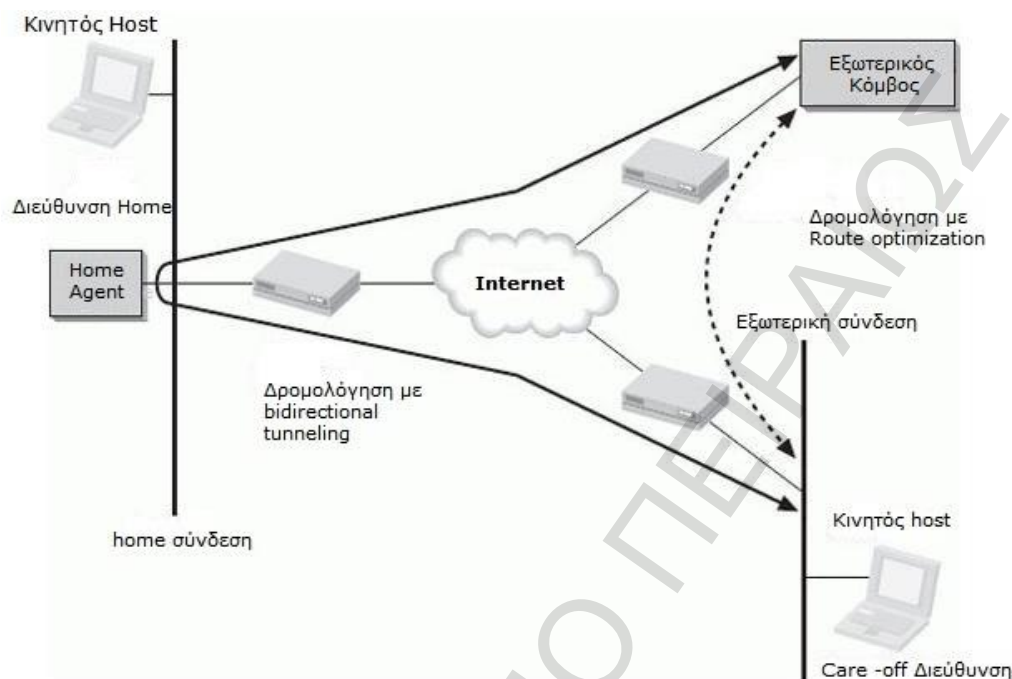 Κινητός Host
Εξωτερικός
Κόμβος
Διεύθυνση Home
Δρομολόγηση με
Route optimization
Home
Agent
Internet
Εξωτερική σύνδεση
Δρομολόγηση με
bidirectional
tunneling
Κινητός host
home σύνδεση
Care -off Διεύθυνση
ΠΕΙΡΑΙΩΣ